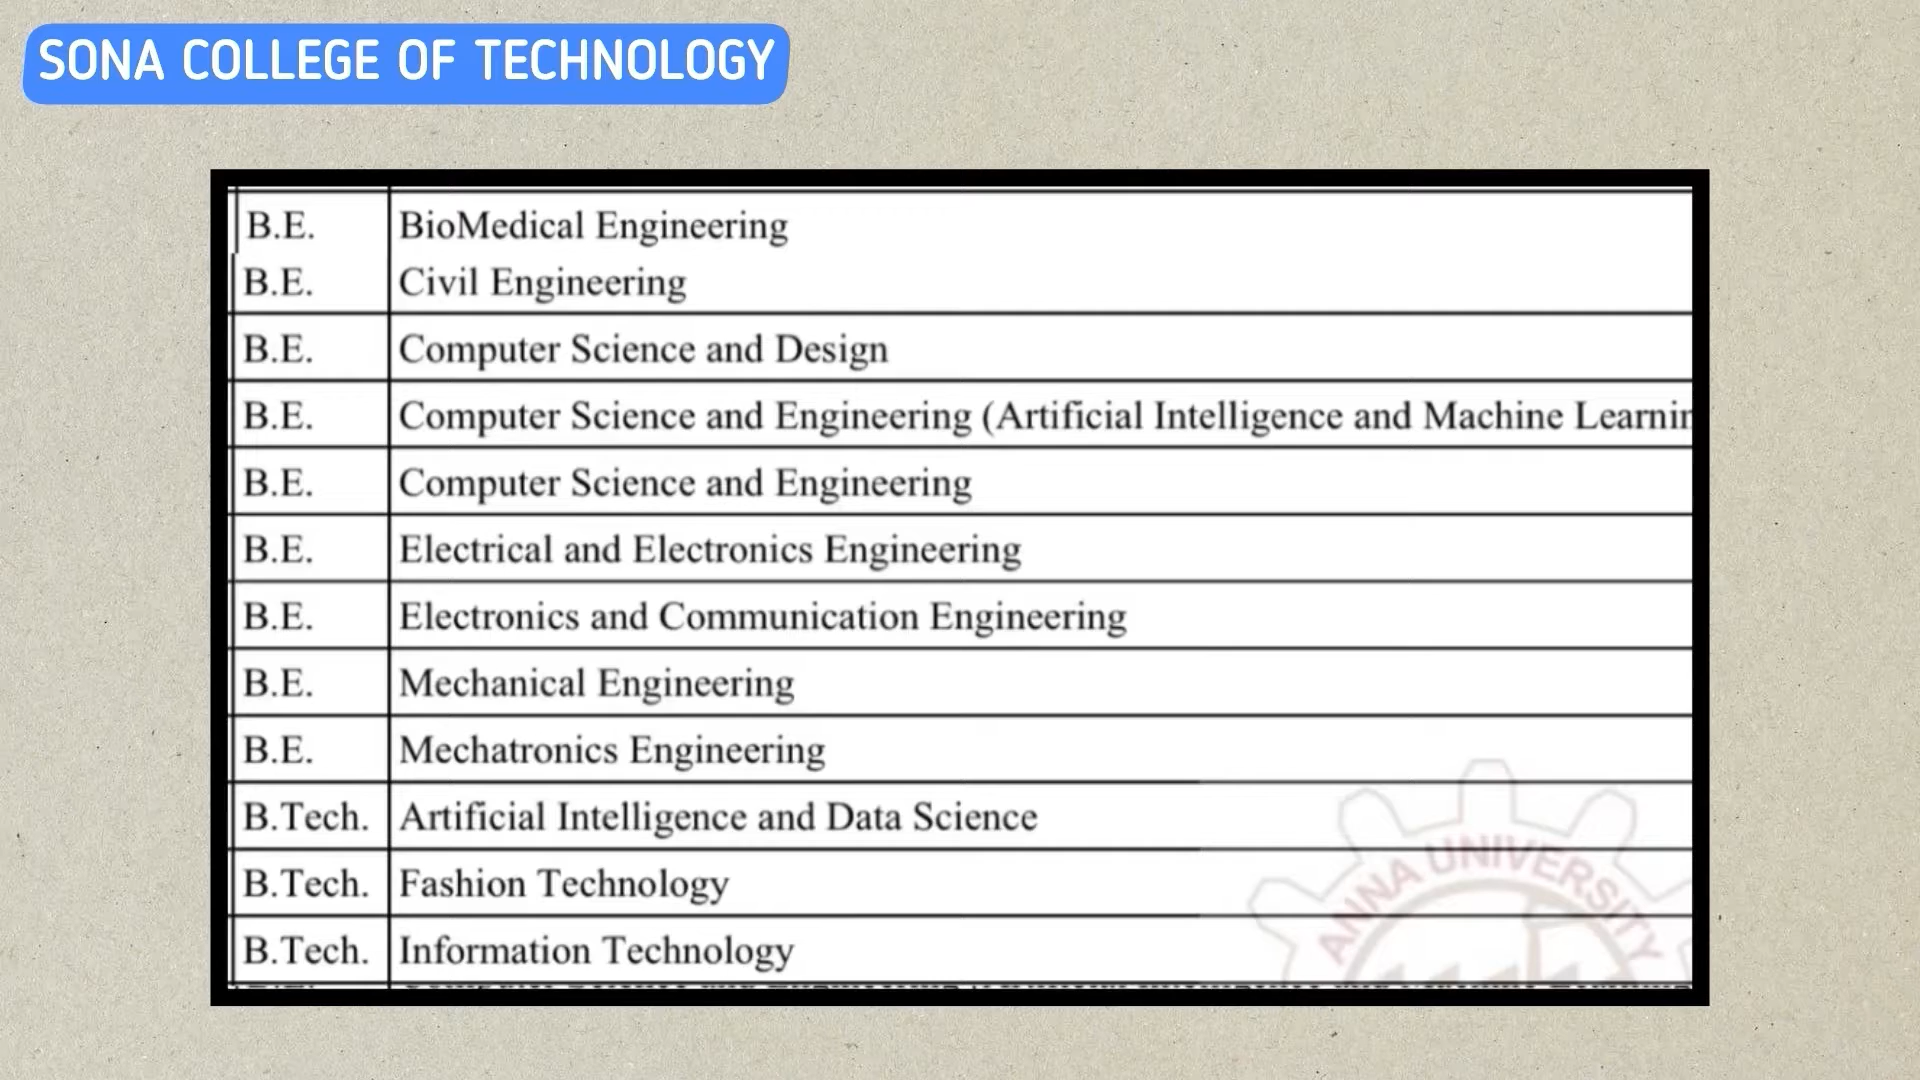 SONA COLLEGE OF TECHNOLOGY
B.E. BioMedical Engineering
B.E. Civil Engineering
B.E. Computer Science and Design
B.E. Computer Science and Engineering (Artificial Intelligence and Machine Learnin
B.E. Computer Science and Engineering
B.E. Electrical and Electronics Engineering
B.E. Electronics and Communication Engineering
B.E. Mechanical Engineering
B.E. Mechatronics Engineering
B.Tech. Artificial Intelligence and Data Science
B.Tech. Fashion Technology
B.Tech. Information Technology
ANNA UNIVERSITY